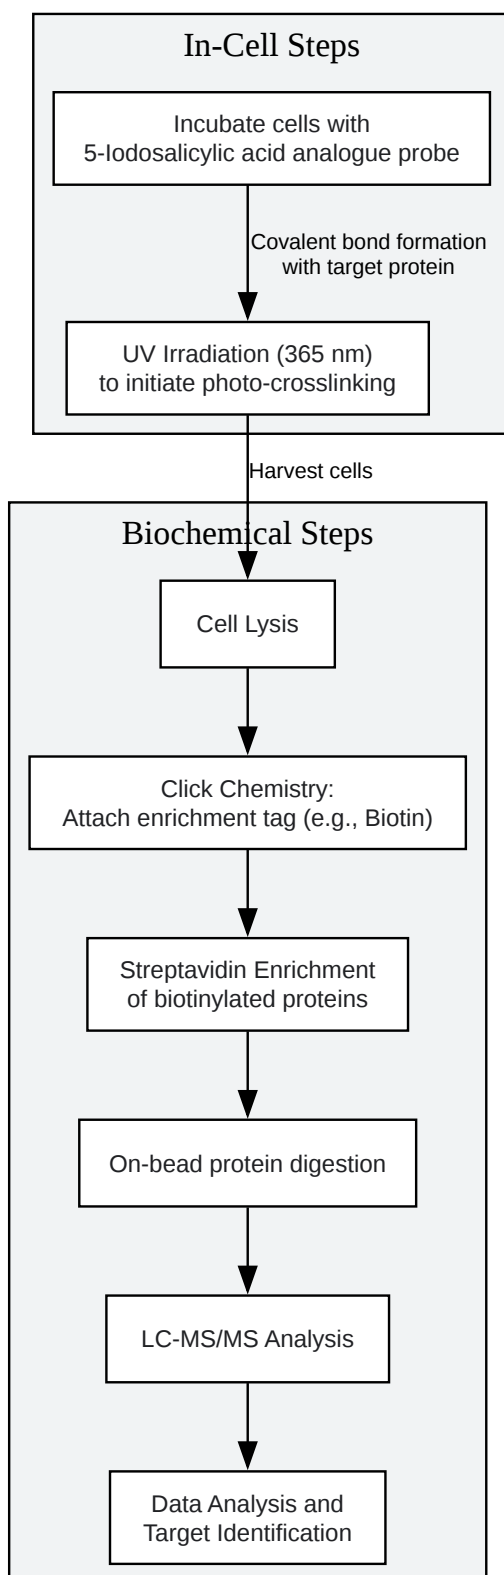 In-Cell Steps
Incubate cells with
5-Iodosalicylic acid analogue probe
Covalent bond formation
with target protein
UV Irradiation (365 nm)
to initiate photo-crosslinking
Harvest cells
Biochemical Steps
Cell Lysis
Click Chemistry:
Attach enrichment tag (e.g., Biotin)
Streptavidin Enrichment
of biotinylated proteins
On-bead protein digestion
LC-MS/MS Analysis
Data Analysis and
Target Identification